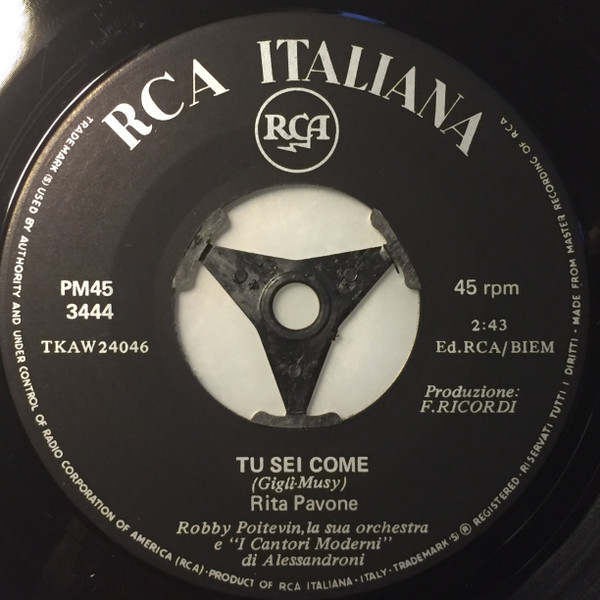 RCA ITALIANA
RCA
PM45
3444
TKAW24046
45 rpm
2:43
Ed.RCA/BIEM
Produzione:
F.RICORDI
TU SEI COME
(Gigli-Musy)
Rita Pavone
Robby Poitevin,la sua orchestra
e "I Cantori Moderni"
di Alessandroni
TRADEMARK (S) USED BY AUTHORITY AND UNDER CONTROL OF RADIO CORPORATION OF AMERICA (RCA)·PRODUCT OF RCA ITALIANA·ITALY·TRADEMARK (S) ® REGISTERED·RISERVATI TUTTI I DIRITTI·MADE FROM MASTER RECORDING OF RCA